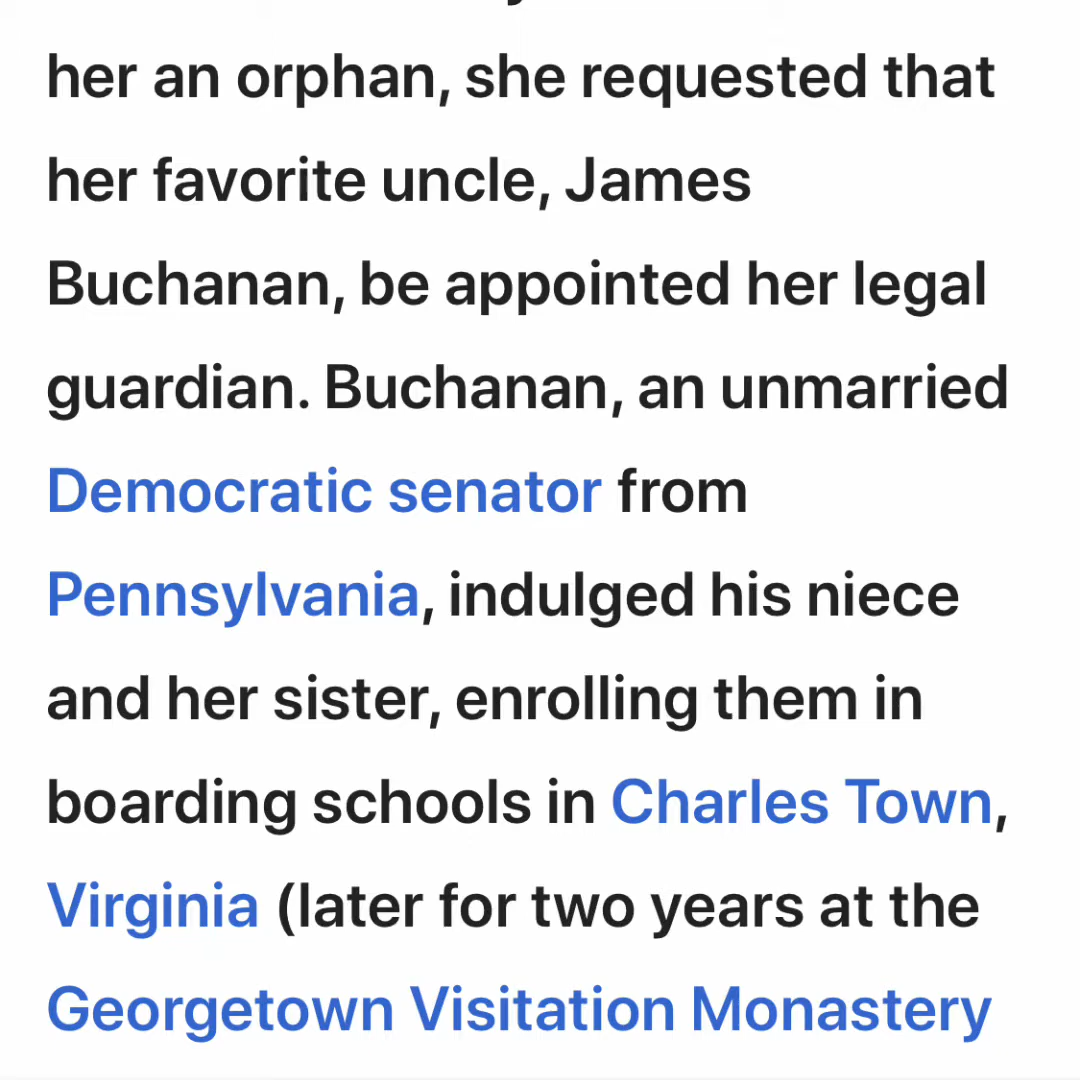 her an orphan, she requested that
her favorite uncle, James
Buchanan, be appointed her legal
guardian. Buchanan, an unmarried
Democratic senator from
Pennsylvania, indulged his niece
and her sister, enrolling them in
boarding schools in Charles Town,
Virginia (later for two years at the
Georgetown Visitation Monastery